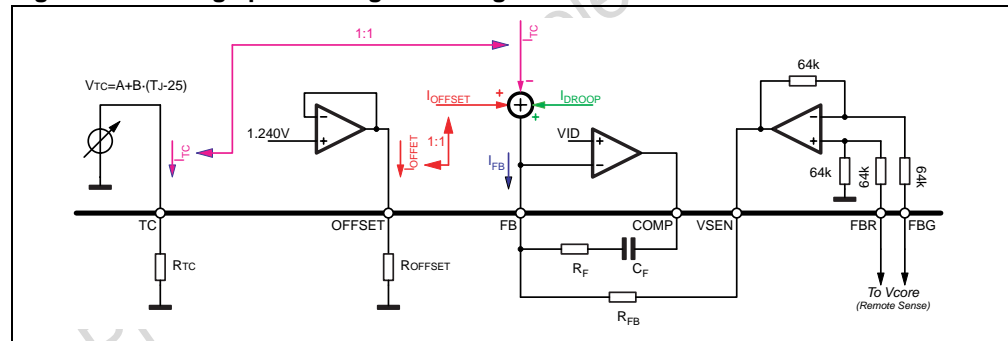 1:1
ITC
VTC=A+B·(TJ-25)
64k
IOFFSET
IDROOP
1.240V
VID
ITC
IOFFET
1:1
IFB
64k
64k
64k
TC
OFFSET
FB
COMP
VSEN
FBR
FBG
RTC
ROFFSET
RF
CF
RFB
To Vcore
(Remote Sense)